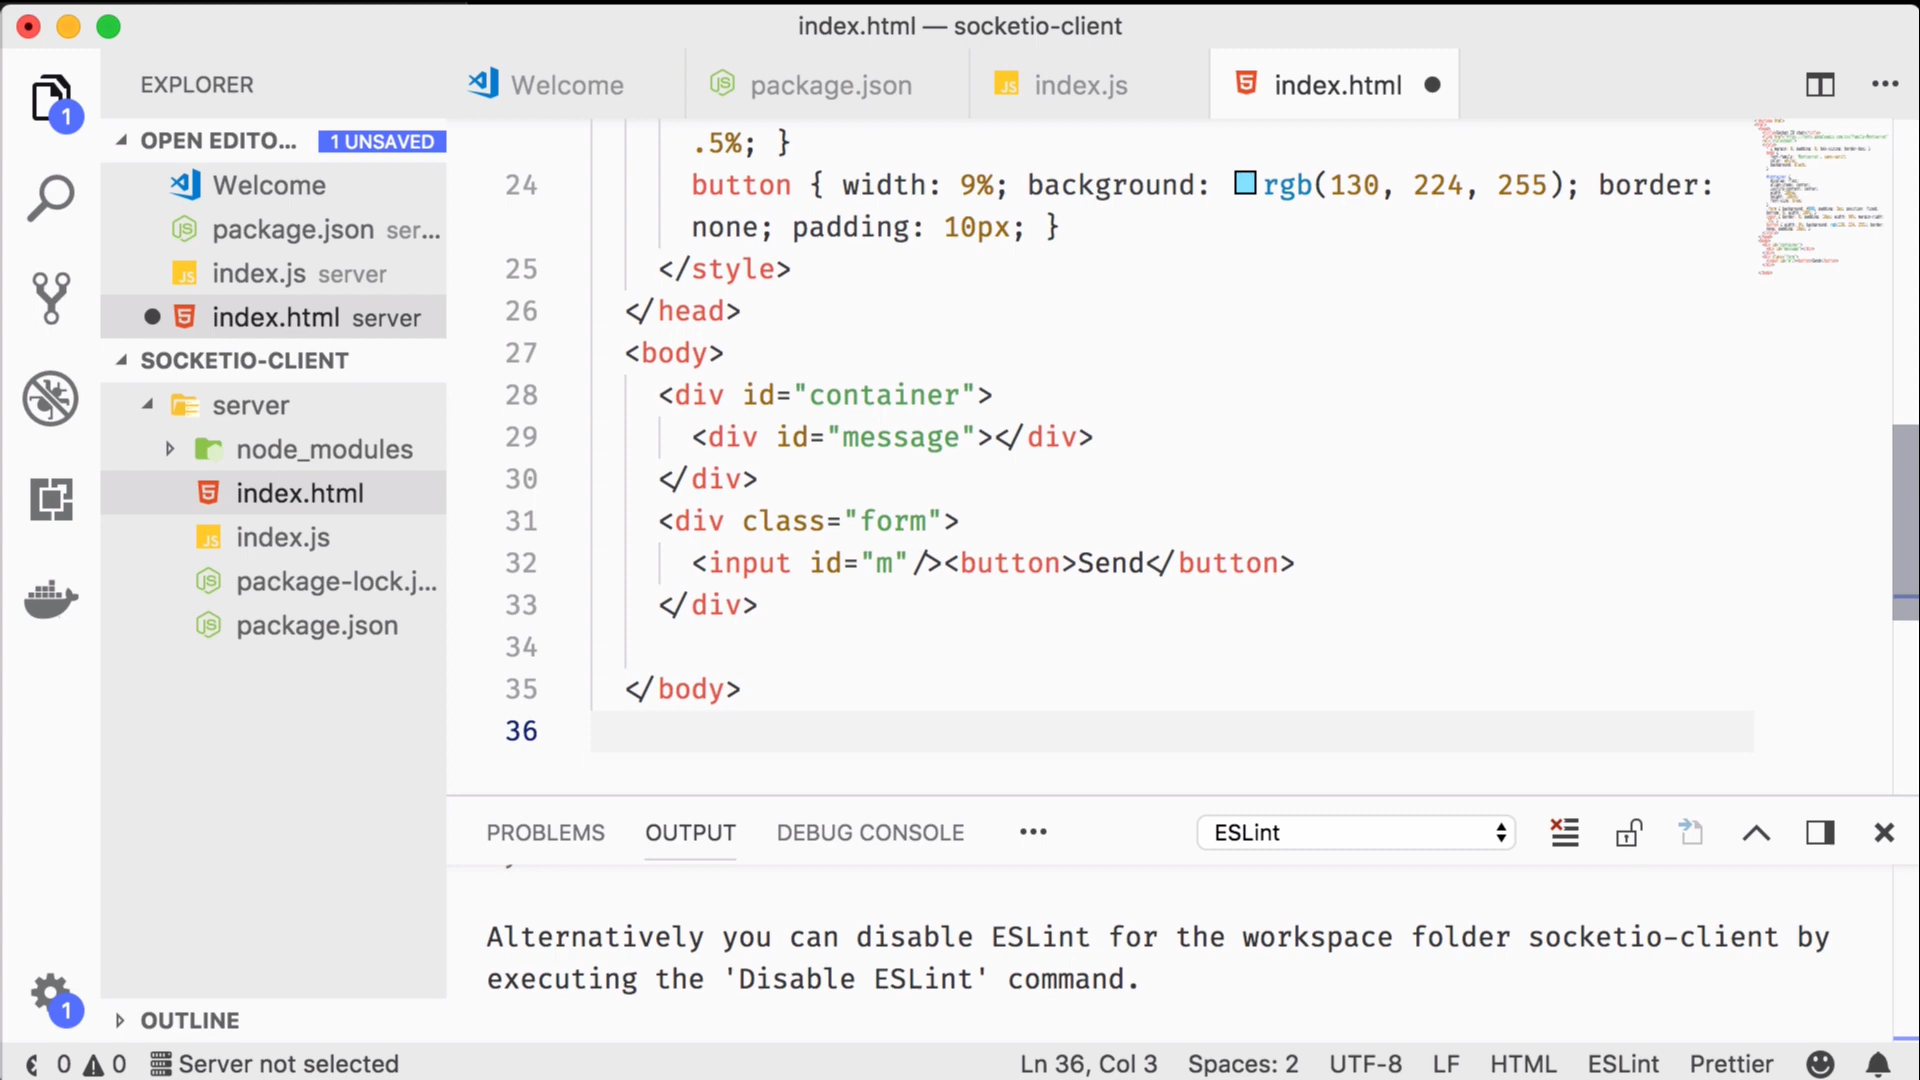 index.html — socketio-client
EXPLORER
Welcome
package.json
index.js
index.html
OPEN EDITO... 1 UNSAVED
Welcome
package.json ser...
index.js server
index.html server
SOCKETIO-CLIENT
server
node_modules
index.html
index.js
package-lock.j...
package.json
OUTLINE
.5%; }
24 button { width: 9%; background: rgb(130, 224, 255); border:
none; padding: 10px; }
25 </style>
26 </head>
27 <body>
28 <div id="container">
29 <div id="message"></div>
30 </div>
31 <div class="form">
32 <input id="m"/><button>Send</button>
33 </div>
34
35 </body>
36
PROBLEMS OUTPUT DEBUG CONSOLE ••• ESLint
Alternatively you can disable ESLint for the workspace folder socketio-client by
executing the 'Disable ESLint' command.
1
1
0 0 Server not selected Ln 36, Col 3 Spaces: 2 UTF-8 LF HTML ESLint Prettier